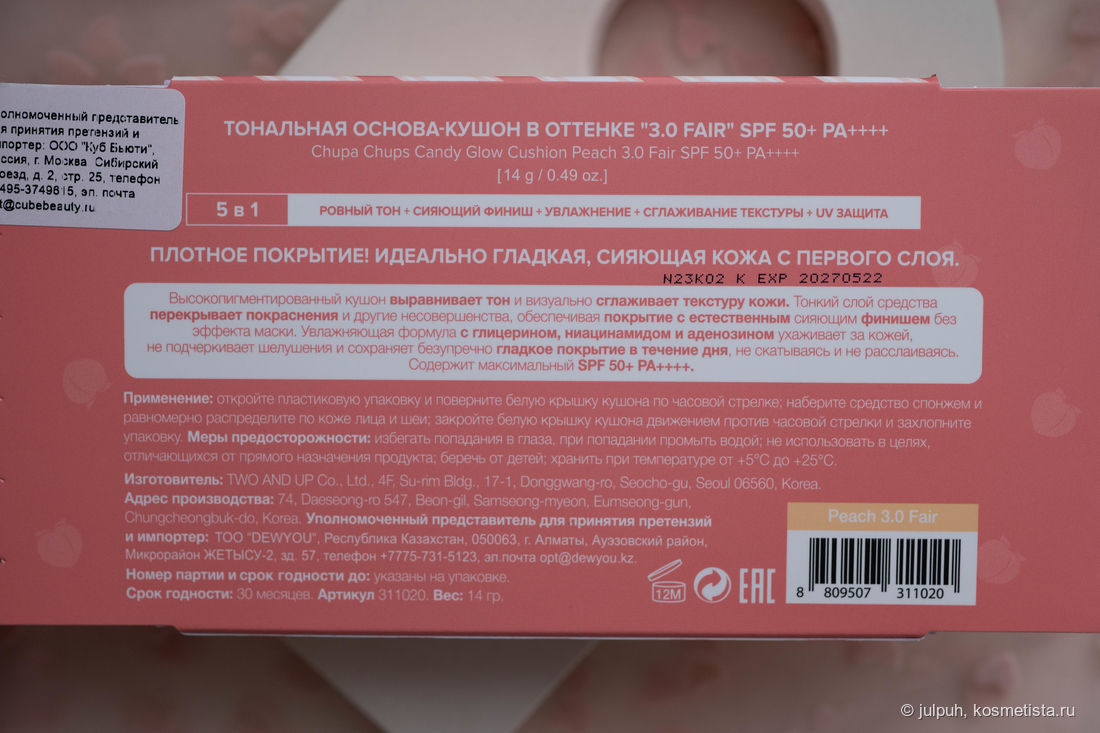 олномоченный представитель
я принятия претензий и
портер: ООО "Куб Бьюти",
ссия, г. Москва Сибирский
оезд, д. 2, стр. 25, телефон
эл. почта
t@cubebeauty.ru
ТОНАЛЬНАЯ ОСНОВА-КУШОН В ОТТЕНКЕ "3.0 FAIR" SPF 50+ PA++++
Chupa Chups Candy Glow Cushion Peach 3.0 Fair SPF 50+ PA++++
[14 g / 0.49 oz.]
5 в 1
РОВНЫЙ ТОН + СИЯЮЩИЙ ФИНИШ + УВЛАЖНЕНИЕ + СГЛАЖИВАНИЕ ТЕКСТУРЫ + UV ЗАЩИТА
ПЛОТНОЕ ПОКРЫТИЕ! ИДЕАЛЬНО ГЛАДКАЯ, СИЯЮЩАЯ КОЖА С ПЕРВОГО СЛОЯ.
N23K02 K EXP 20270522
Высокопигментированный кушон выравнивает тон и визуально сглаживает текстуру кожи. Тонкий слой средства
перекрывает покраснения и другие несовершенства, обеспечивая покрытие с естественным сияющим финишем без
эффекта маски. Увлажняющая формула с глицерином, ниацинамидом и аденозином ухаживает за кожей,
не подчеркивает шелушения и сохраняет безупречно гладкое покрытие в течение дня, не скатываясь и не расслаиваясь.
Содержит максимальный SPF 50+ PA++++.
Применение: откройте пластиковую упаковку и поверните белую крышку кушона по часовой стрелке; наберите средство спонжем и
равномерно распределите по коже лица и шеи; закройте белую крышку кушона движением против часовой стрелки и захлопните
упаковку. Меры предосторожности: избегать попадания в глаза, при попадании промыть водой; не использовать в целях,
отличающихся от прямого назначения продукта; беречь от детей; хранить при температуре от +5°C до +25°C.
Изготовитель: TWO AND UP Co., Ltd., 4F, Su-rim Bldg., 17-1, Donggwang-ro, Seocho-gu, Seoul 06560, Korea.
Адрес производства: 74, Daeseong-ro 547, Beon-gil, Samseong-myeon, Eumseong-gun,
Chungcheongbuk-do, Korea. Уполномоченный представитель для принятия претензий
и импортер: ТОО "DEWYOU", Республика Казахстан, 050063, г. Алматы, Ауэзовский район,
Микрорайон ЖЕТЫСУ-2, зд. 57, телефон +7775-731-5123, эл.почта opt@dewyou.kz.
Номер партии и срок годности до: указаны на упаковке.
Срок годности: 30 месяцев. Артикул 311020. Вес: 14 гр.
12M
EAC
Peach 3.0 Fair
8 809507 311020
© julpuh, kosmetista.ru